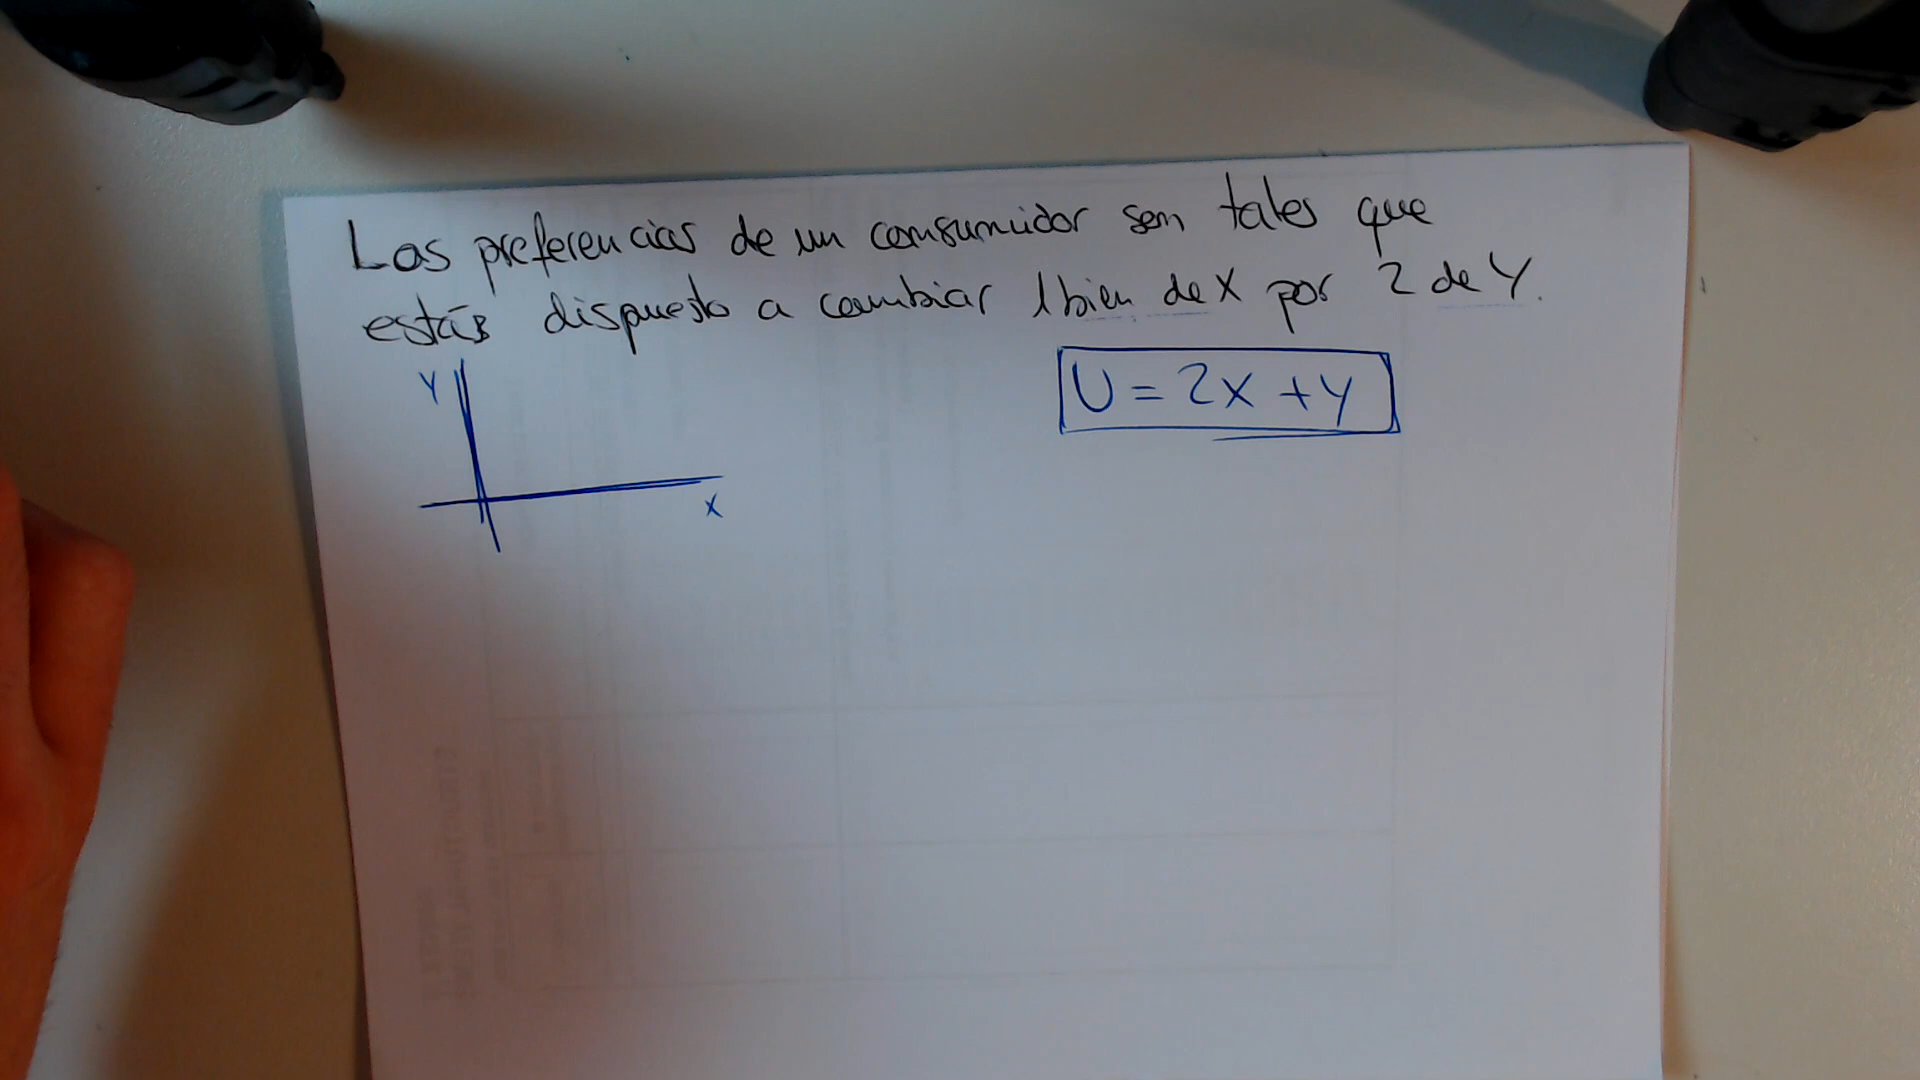 Las preferencias de un consumidor son tales que
estás dispuesto a cambiar 1 bien de X por 2 de Y.
Y
U = 2x + y
x